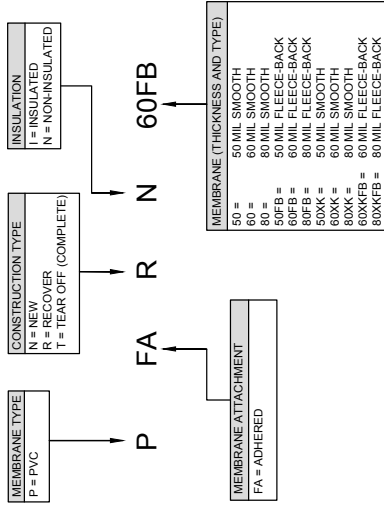 MEMBRANE TYPE
P = PVC
CONSTRUCTION TYPE
N = NEW
R = RECOVER
T = TEAR OFF (COMPLETE)
INSULATION
I = INSULATED
N = NON-INSULATED
P FA R N 60FB
MEMBRANE ATTACHMENT
FA = ADHERED
MEMBRANE (THICKNESS AND TYPE)
50 = 50 MIL SMOOTH
60 = 60 MIL SMOOTH
80 = 80 MIL SMOOTH
50FB = 50 MIL FLEECE-BACK
60FB = 60 MIL FLEECE-BACK
80FB = 80 MIL FLEECE-BACK
50XK = 50 MIL SMOOTH
60XK = 60 MIL SMOOTH
80XK = 80 MIL SMOOTH
60XKFB = 60 MIL FLEECE-BACK
80XKFB = 80 MIL FLEECE-BACK